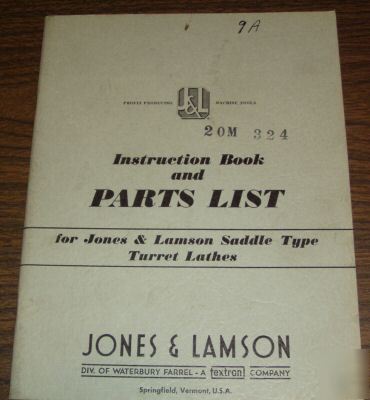 9A
PROFIT PRODUCING J&L MACHINE TOOLS
20M 324
Instruction Book
and
PARTS LIST
for Jones & Lamson Saddle Type
Turret Lathes
JONES & LAMSON
DIV. OF WATERBURY FARREL - A textron COMPANY
Springfield, Vermont, U.S.A.